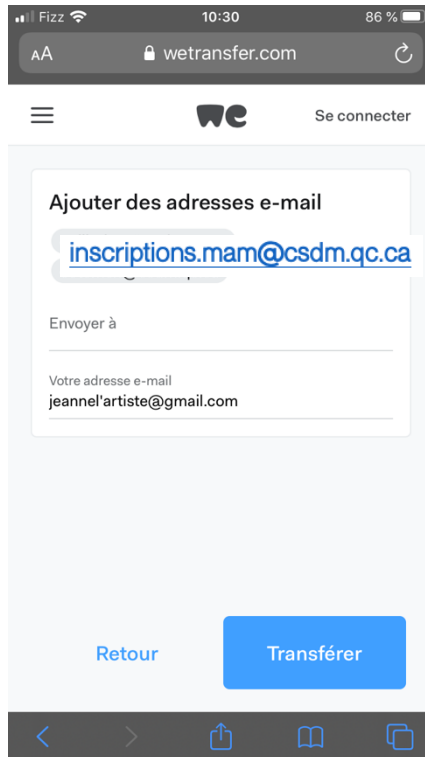 Fizz 10:30 86 %
AA wetransfer.com
we Se connecter
Ajouter des adresses e-mail
inscriptions.mam@csdm.qc.ca
Envoyer à
Votre adresse e-mail
jeannel'artiste@gmail.com
Retour Transférer